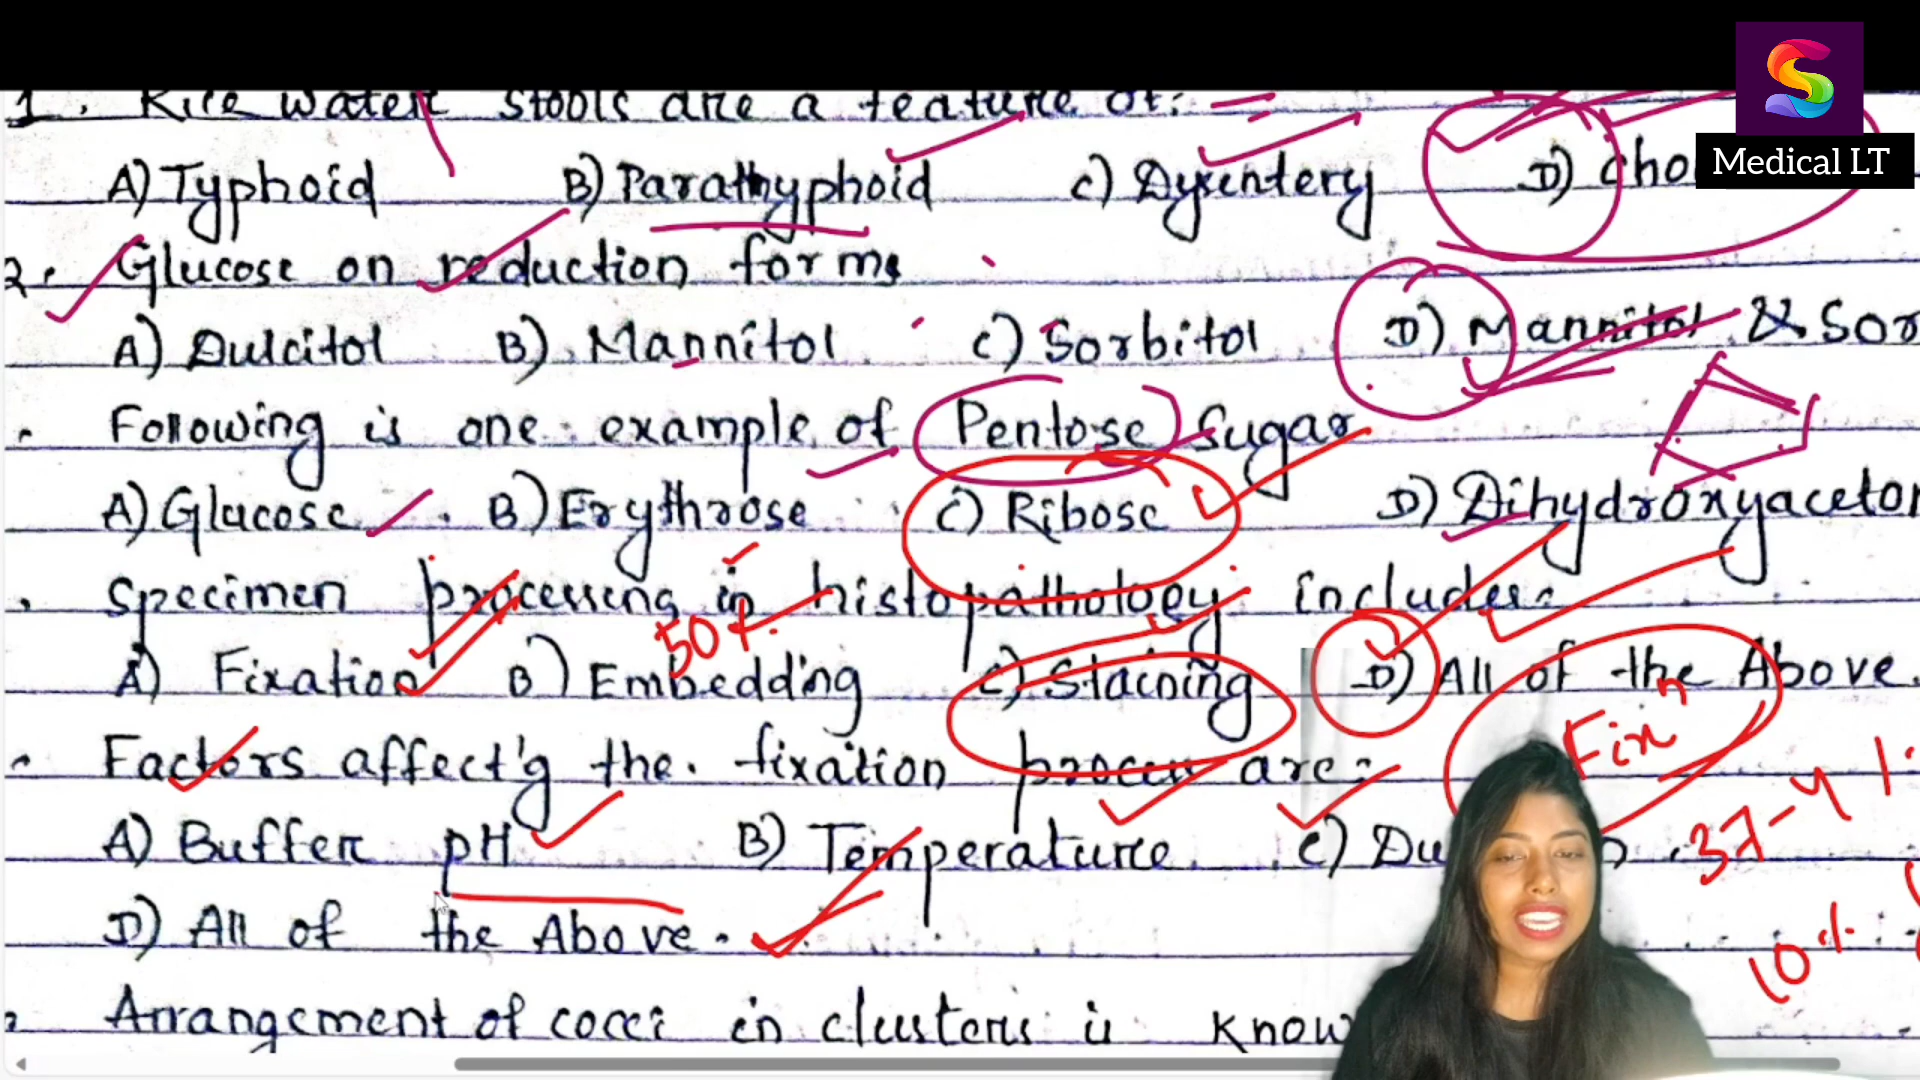 1. Rice water stools are a feature of:
A) Typhoid B) Parathyphoid C) Dysentery D) cho
Medical LT
2. Glucose on reduction forms
A) Dulcitol B) Mannitol C) Sorbitol D) Mannitol & Sor
Following is one example of Pentose Sugar
A) Glucose B) Erythrose C) Ribose D) Dihydroxyaceton
Specimen processing in histopathology includes:
50%
A) Fixation B) Embedding C) Staining D) All of the Above.
Fixn
Factors affect'g the fixation process are:
37-41%
A) Buffer pH B) Temperature C) Du
D) All of the Above.
10%
Arrangement of cocci in clusters is know